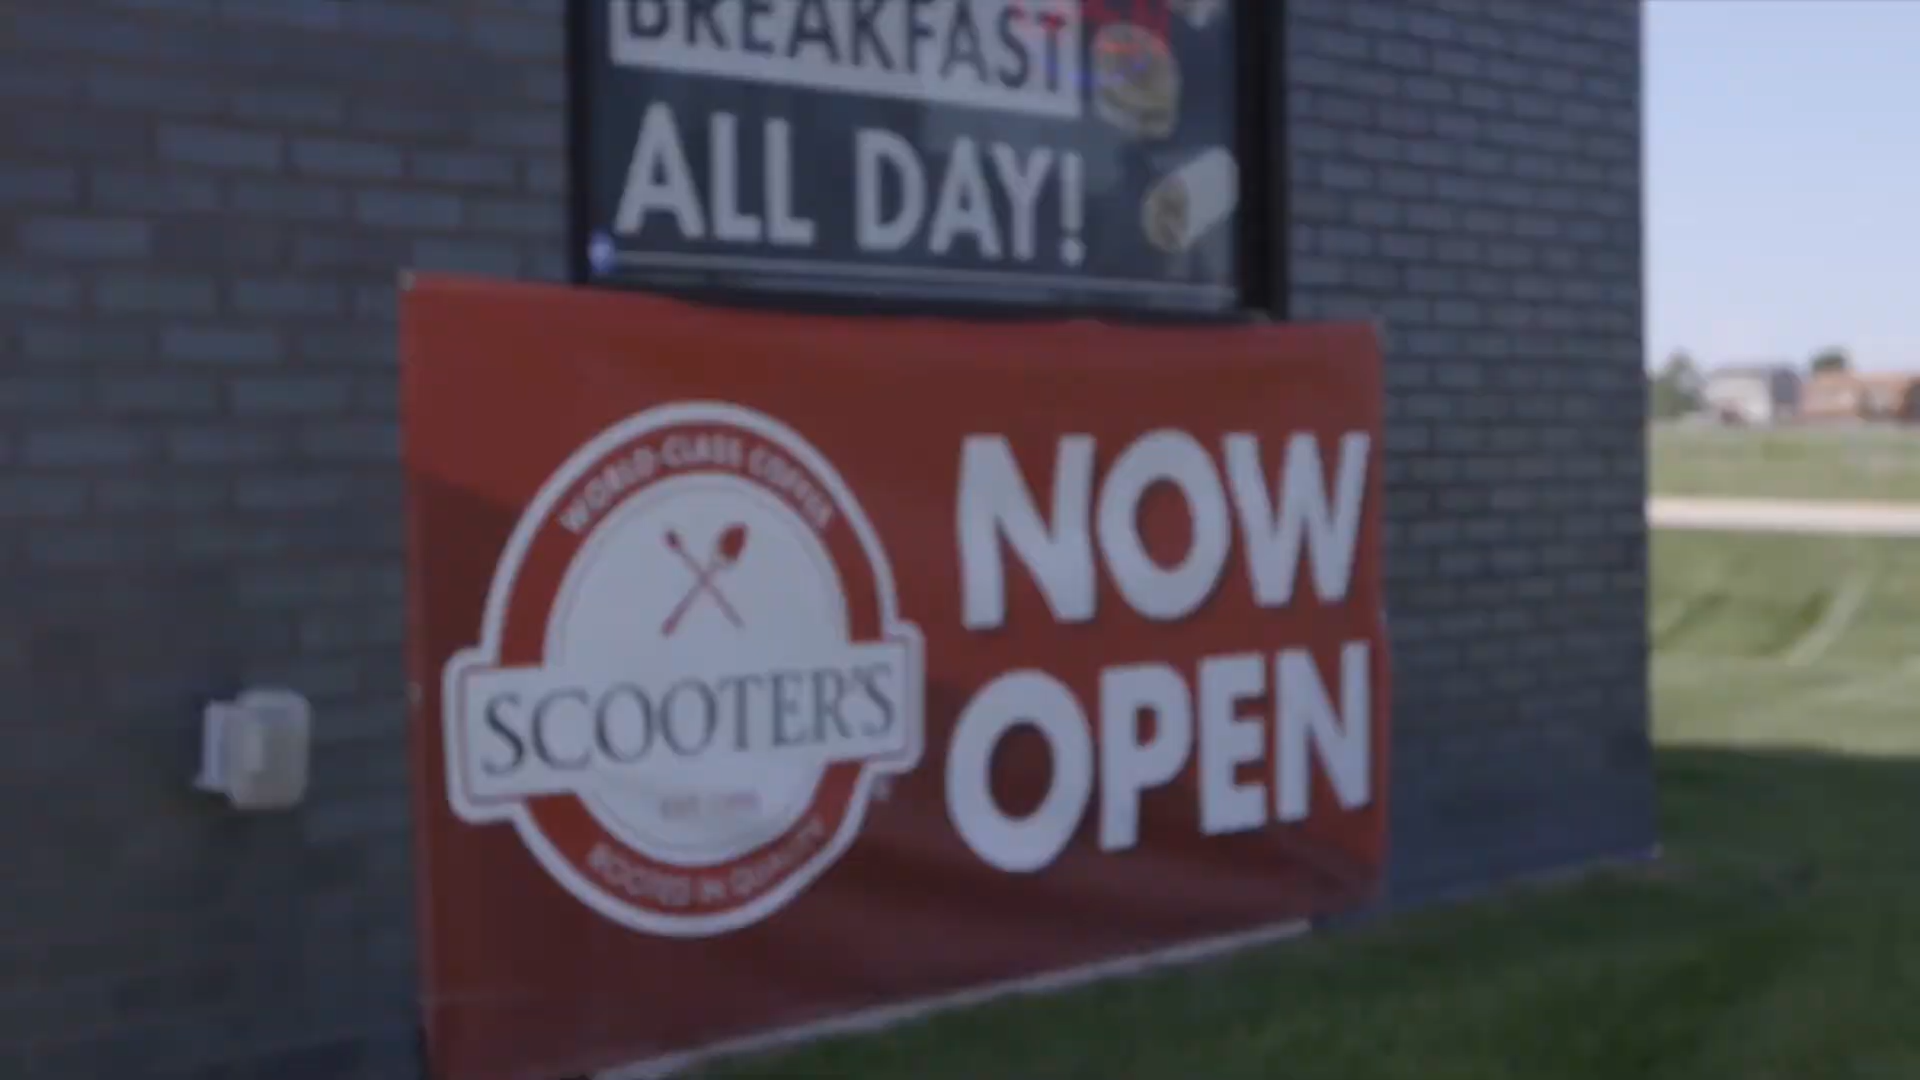 BREAKFAST
ALL DAY!
WORLD-CLASS COFFEE
SCOOTER'S
ROOTED IN QUALITY
NOW
OPEN